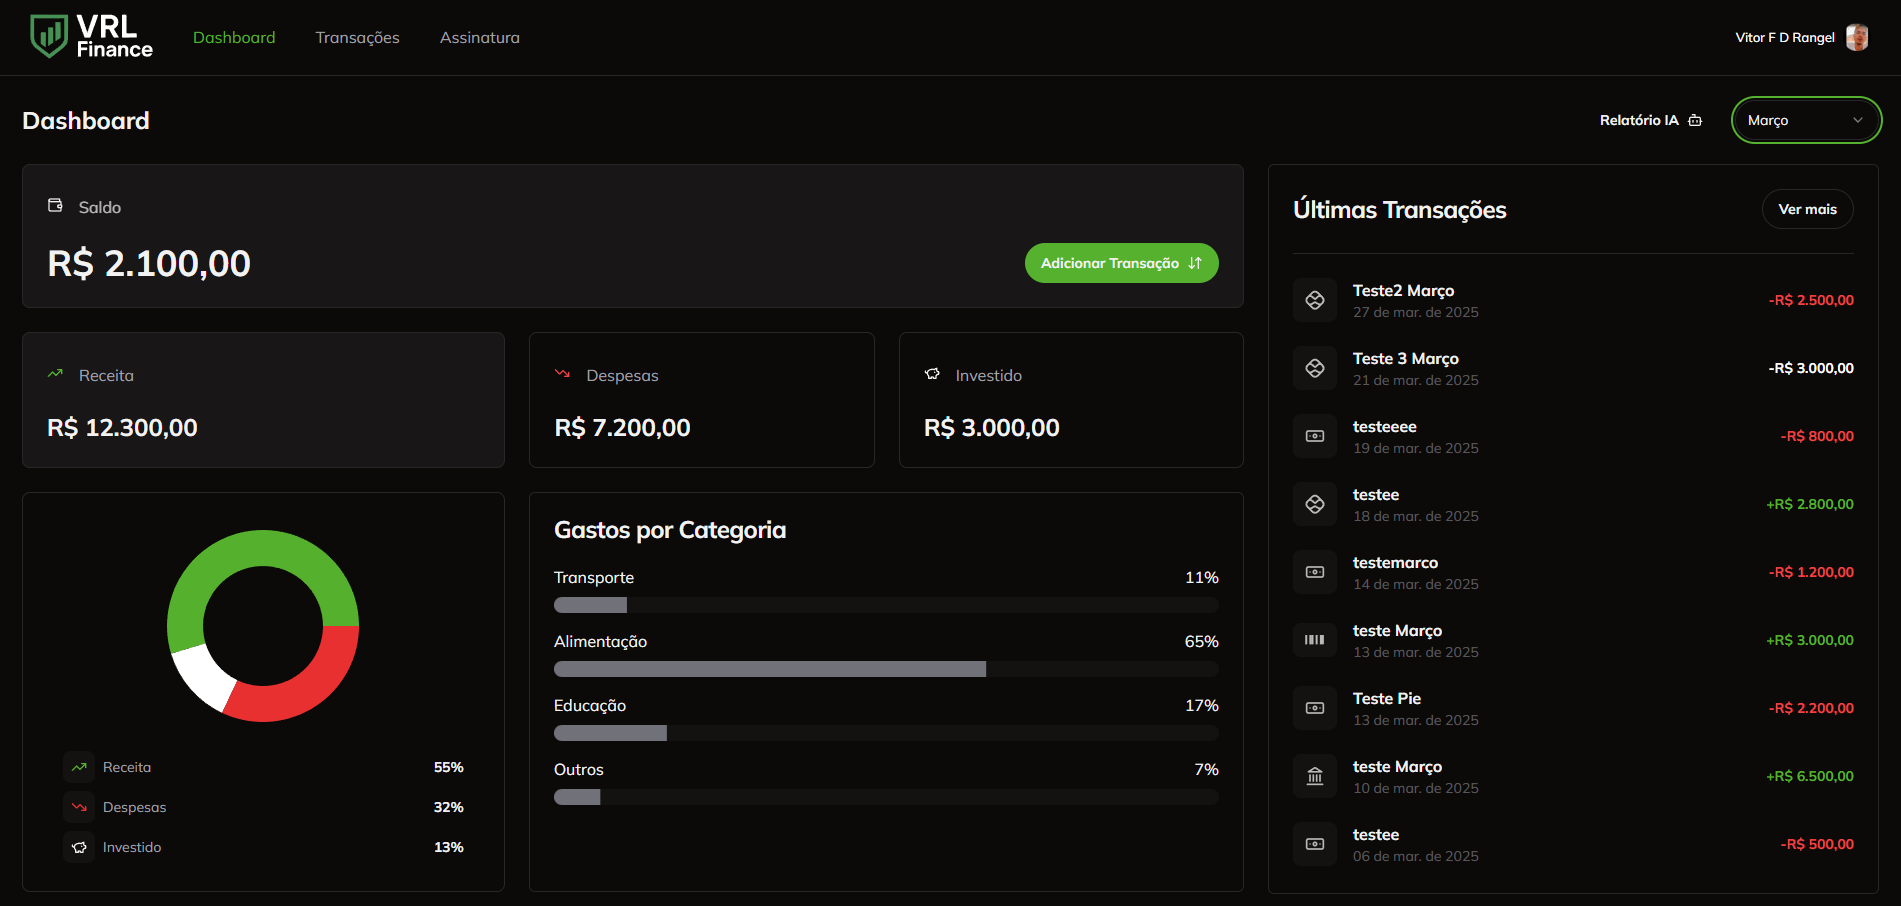 VRL
Finance
Dashboard
Transações
Assinatura
Vitor F D Rangel
Dashboard
Relatório IA
Março
Saldo
R$ 2.100,00
Adicionar Transação
Receita
R$ 12.300,00
Despesas
R$ 7.200,00
Investido
R$ 3.000,00
Receita 55%
Despesas 32%
Investido 13%
Gastos por Categoria
Transporte 11%
Alimentação 65%
Educação 17%
Outros 7%
Últimas Transações
Ver mais
Teste2 Março
27 de mar. de 2025
-R$ 2.500,00
Teste 3 Março
21 de mar. de 2025
-R$ 3.000,00
testeeee
19 de mar. de 2025
-R$ 800,00
testee
18 de mar. de 2025
+R$ 2.800,00
testemarco
14 de mar. de 2025
-R$ 1.200,00
teste Março
13 de mar. de 2025
+R$ 3.000,00
Teste Pie
13 de mar. de 2025
-R$ 2.200,00
teste Março
10 de mar. de 2025
+R$ 6.500,00
testee
06 de mar. de 2025
-R$ 500,00